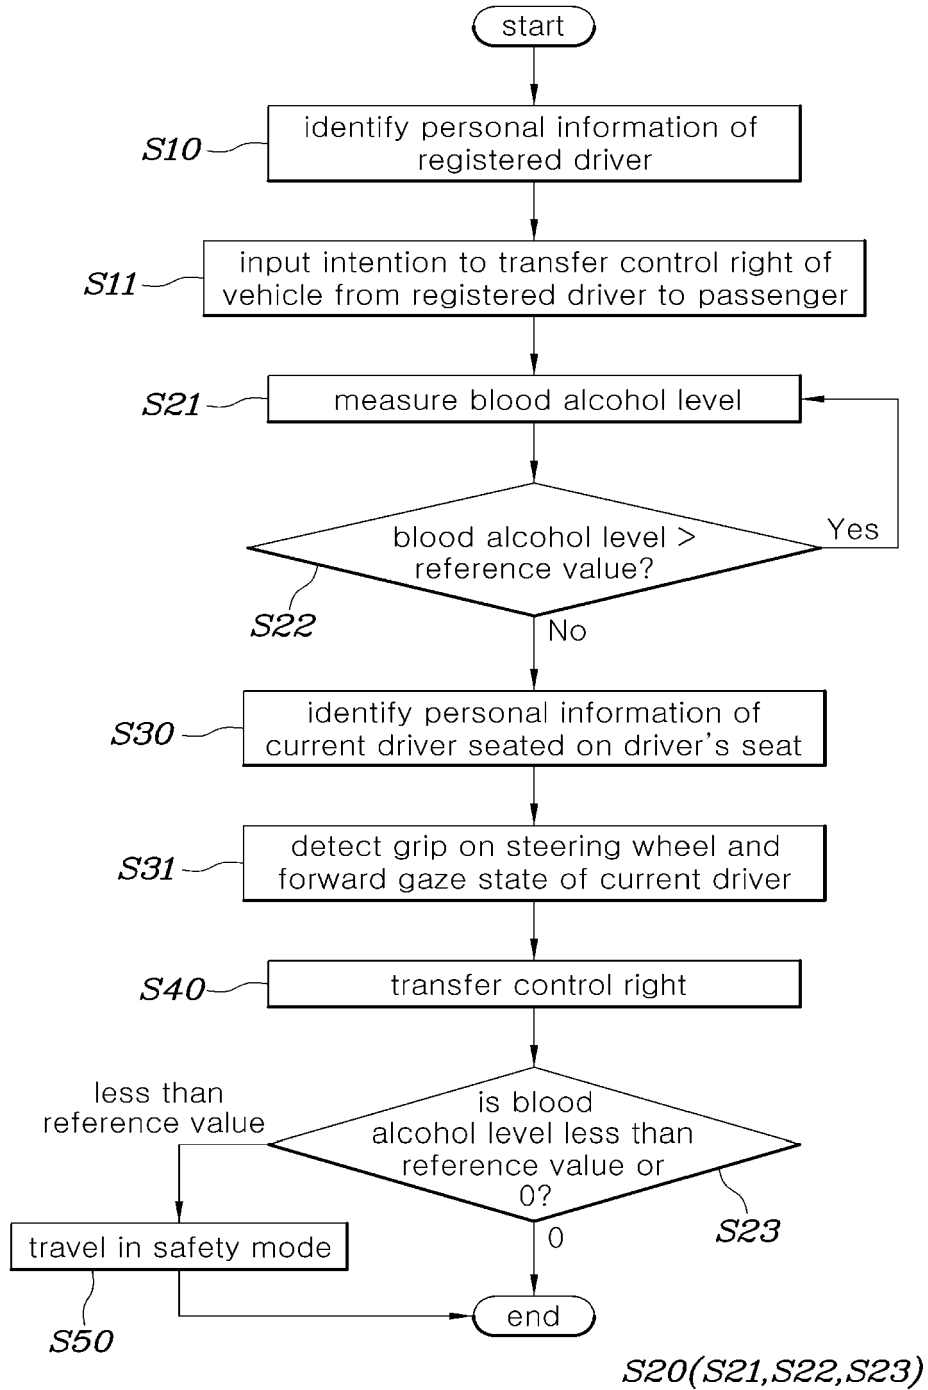 start
identify personal information of
registered driver
S10
input intention to transfer control right of
vehicle from registered driver to passenger
S11
measure blood alcohol level
S21
blood alcohol level >
reference value?
Yes
S22
No
identify personal information of
current driver seated on driver's seat
S30
detect grip on steering wheel and
forward gaze state of current driver
S31
transfer control right
S40
less than
reference value
is blood
alcohol level less than
reference value or
0?
S23
0
travel in safety mode
S50
end
S20(S21,S22,S23)